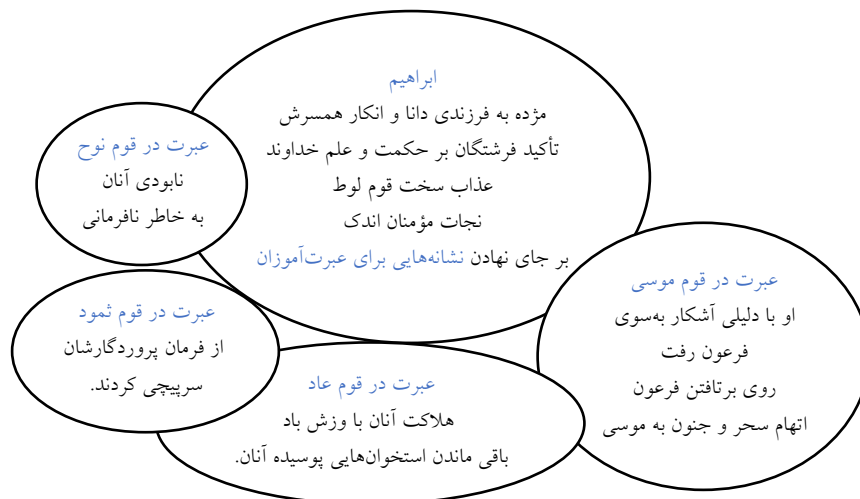 ابراهیم
مژده به فرزندی دانا و انکار همسرش
تأکید فرشتگان بر حکمت و علم خداوند
عذاب سخت قوم لوط
نجات مؤمنان اندک
بر جای نهادن نشانه‌هایی برای عبرت‌آموزان
عبرت در قوم موسی
او با دلیلی آشکار به‌سوی
فرعون رفت
روی برتافتن فرعون
اتهام سحر و جنون به موسی
عبرت در قوم عاد
هلاکت آنان با وزش باد
باقی ماندن استخوان‌هایی پوسیده آنان.
عبرت در قوم ثمود
از فرمان پروردگارشان
سرپیچی کردند.
عبرت در قوم نوح
نابودی آنان
به خاطر نافرمانی